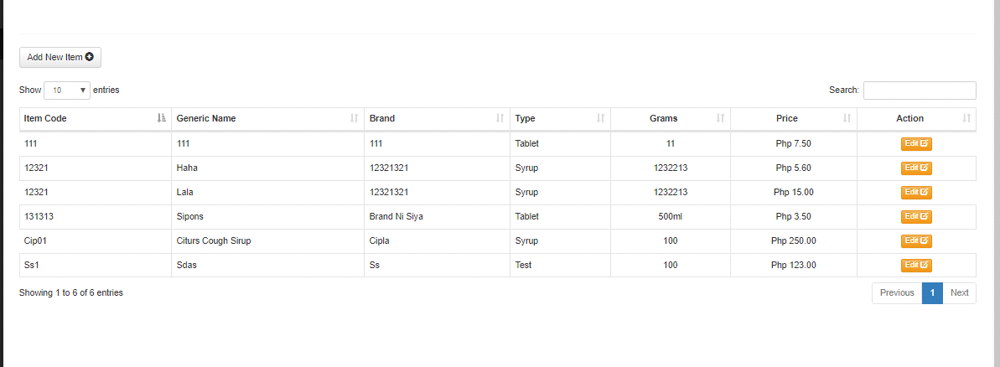 Add New Item
Show 10 entries
Search:
Item Code Generic Name Brand Type Grams Price Action
111 111 111 Tablet 11 Php 7.50 Edit
12321 Haha 12321321 Syrup 1232213 Php 5.60 Edit
12321 Lala 12321321 Syrup 1232213 Php 15.00 Edit
131313 Sipons Brand Ni Siya Tablet 500ml Php 3.50 Edit
Cip01 Citurs Cough Sirup Cipla Syrup 100 Php 250.00 Edit
Ss1 Sdas Ss Test 100 Php 123.00 Edit
Showing 1 to 6 of 6 entries
Previous 1 Next